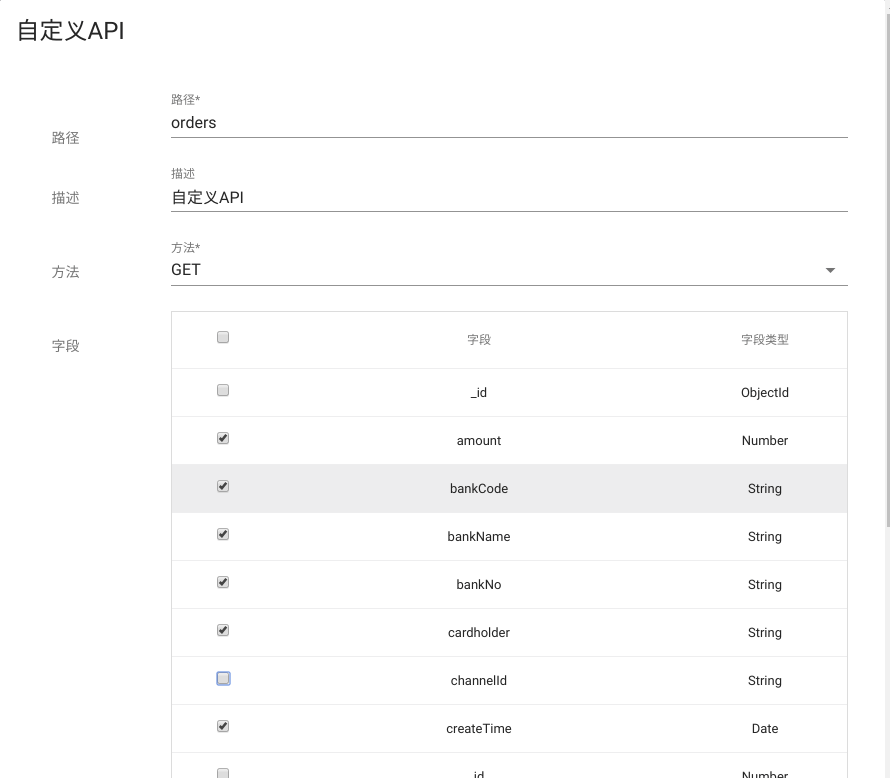 自定义API
路径*
路径
orders
描述
描述
自定义API
方法*
方法
GET
字段
字段 字段类型
_id ObjectId
amount Number
bankCode String
bankName String
bankNo String
cardholder String
channelId String
createTime Date
id Number